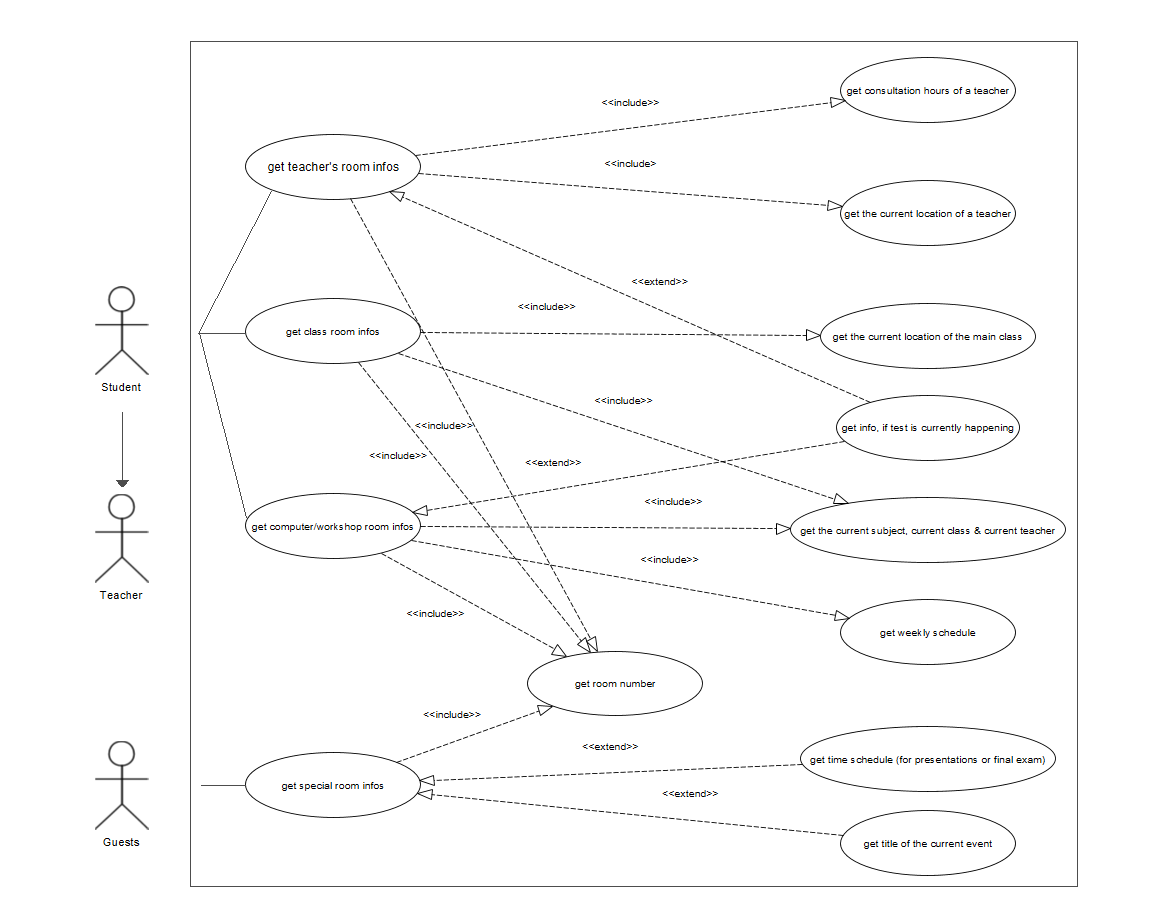 get consultation hours of a teacher
<<include>>
get teacher's room infos
<<include>
get the current location of a teacher
<<extend>>
<<include>>
get class room infos
get the current location of the main class
Student
<<include>>
<<include>>
get info, if test is currently happening
<<include>>
<<extend>>
<<include>>
get computer/workshop room infos
get the current subject, current class & current teacher
<<include>>
Teacher
<<include>>
get weekly schedule
get room number
<<include>>
<<extend>>
get time schedule (for presentations or final exam)
get special room infos
<<extend>>
Guests
get title of the current event